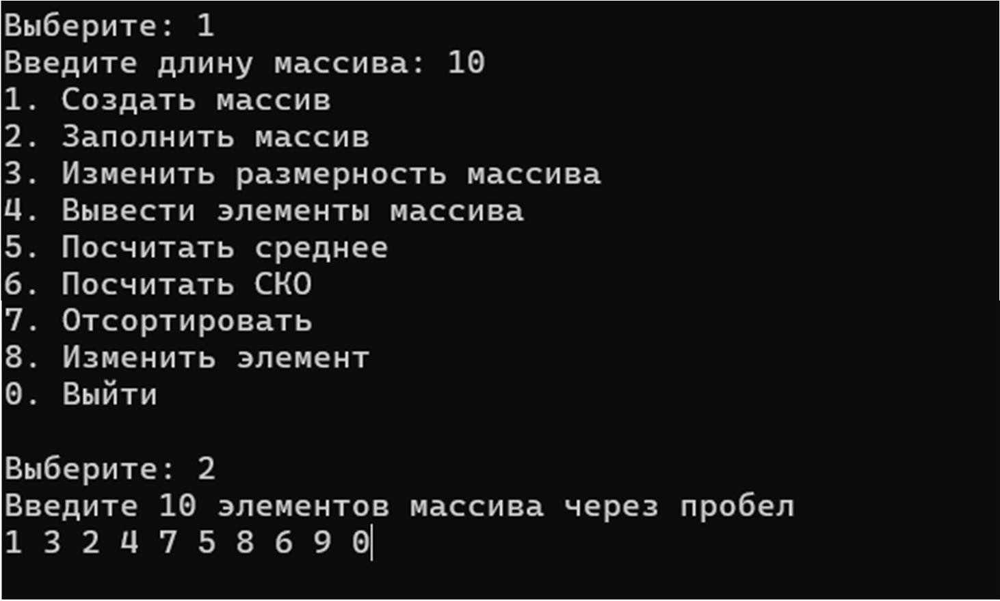 Выберите: 1
Введите длину массива: 10
1. Создать массив
2. Заполнить массив
3. Изменить размерность массива
4. Вывести элементы массива
5. Посчитать среднее
6. Посчитать СКО
7. Отсортировать
8. Изменить элемент
0. Выйти
Выберите: 2
Введите 10 элементов массива через пробел
1 3 2 4 7 5 8 6 9 0